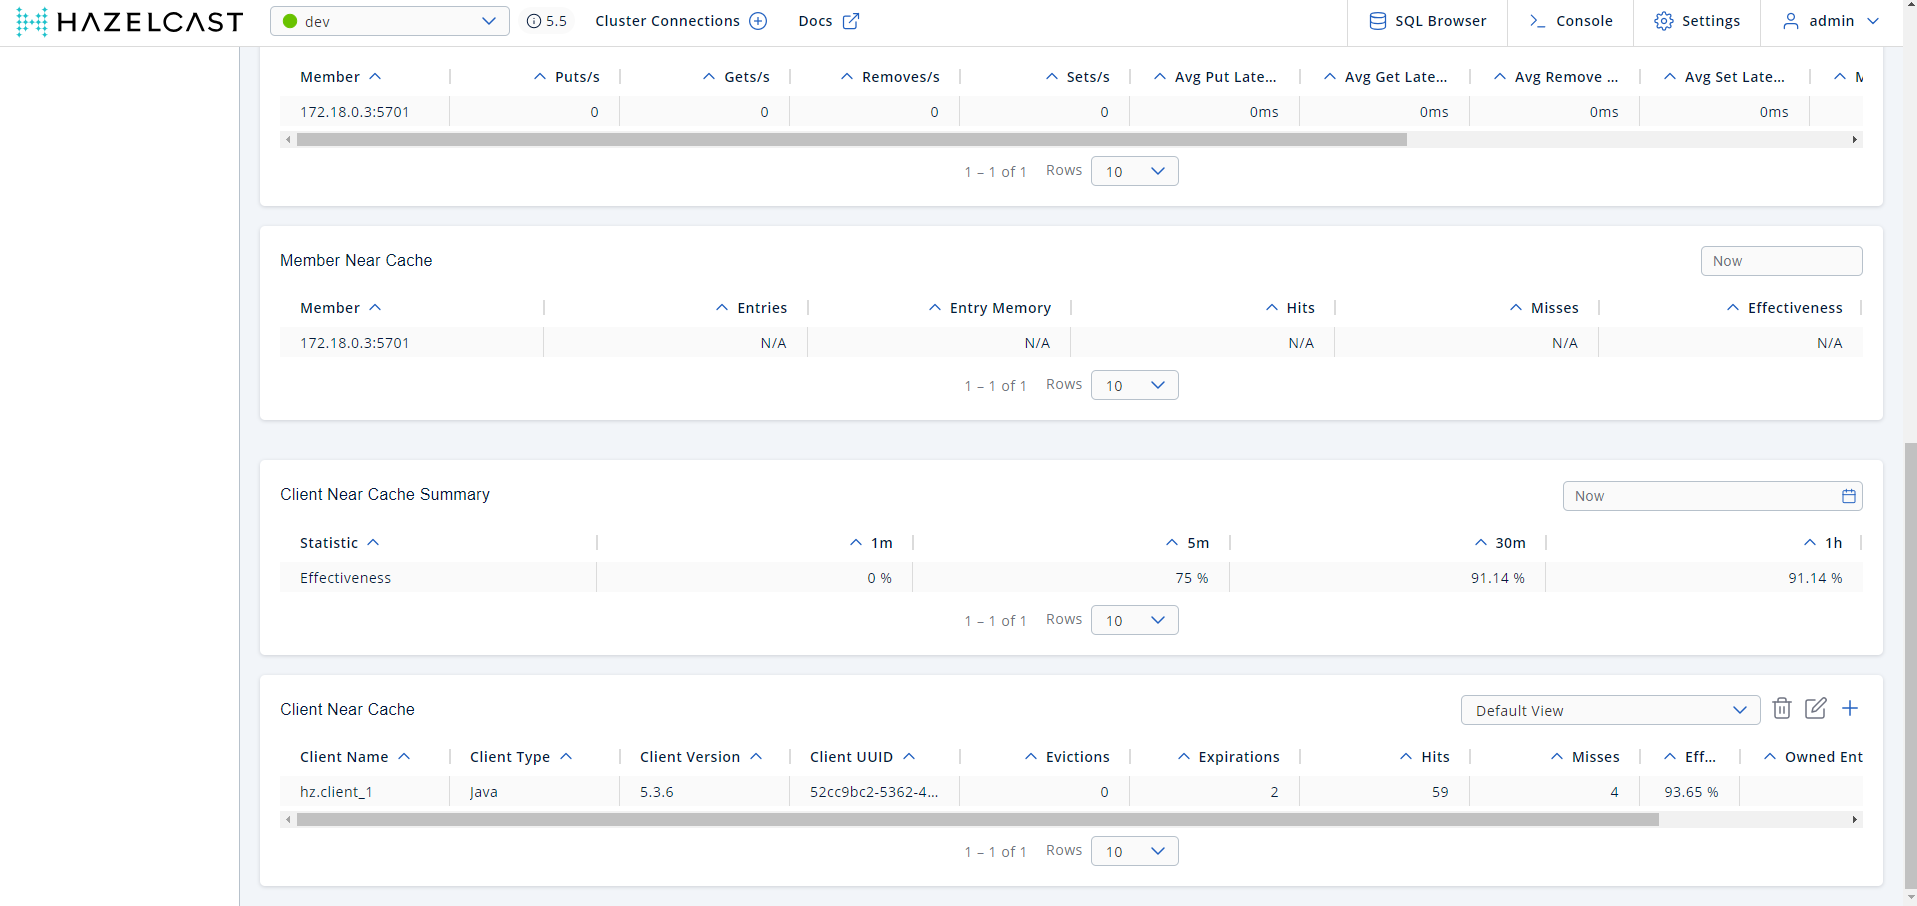 HAZELCAST dev 5.5 Cluster Connections Docs SQL Browser Console Settings admin
Member Puts/s Gets/s Removes/s Sets/s Avg Put Late... Avg Get Late... Avg Remove ... Avg Set Late...
172.18.0.3:5701 0 0 0 0 0ms 0ms 0ms 0ms
1 – 1 of 1 Rows 10
Member Near Cache Now
Member Entries Entry Memory Hits Misses Effectiveness
172.18.0.3:5701 N/A N/A N/A N/A N/A
1 – 1 of 1 Rows 10
Client Near Cache Summary Now
Statistic 1m 5m 30m 1h
Effectiveness 0 % 75 % 91.14 % 91.14 %
1 – 1 of 1 Rows 10
Client Near Cache Default View
Client Name Client Type Client Version Client UUID Evictions Expirations Hits Misses Eff... Owned Ent
hz.client_1 Java 5.3.6 52cc9bc2-5362-4... 0 2 59 4 93.65 %
1 – 1 of 1 Rows 10